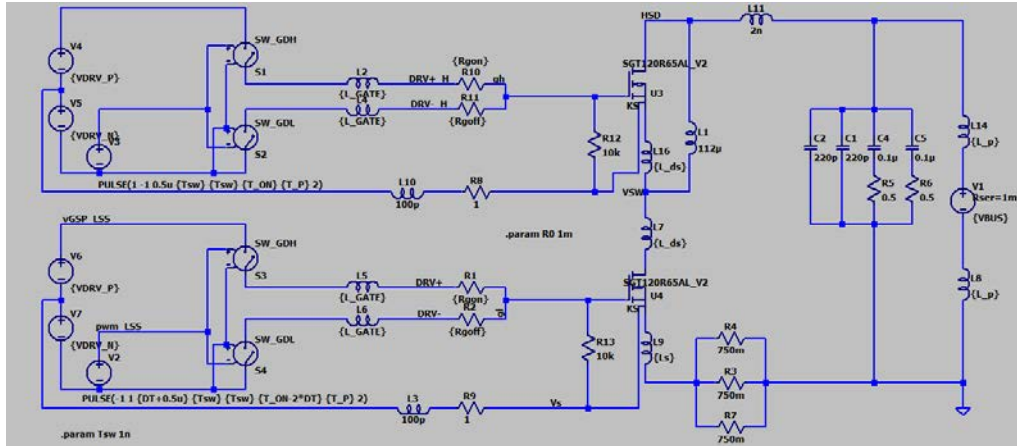 HSD
L11
2n
V4
{VDRV_P}
SW_GDH
S1
SGT120R65AL_V2
U3
KS
L2
{L_GATE}
DRV+_H
{Rgon}
R10
gh
L4
{L_GATE}
DRV-_H
R11
{Rgoff}
V5
{VDRV_N}
V3
SW_GDL
S2
R12
10k
L16
{L_ds}
L1
112µ
C2
220p
C1
220p
C4
0.1µ
C5
0.1µ
R5
0.5
R6
0.5
L14
{L_p}
V1
Rser=1m
{VBUS}
L8
{L_p}
PULSE(1 -1 0.5u {Tsw} {Tsw} {T_ON} {T_P} 2)
L10
100p
R8
1
VSW
.param R0 1m
L7
{L_ds}
vGSP_LSS
V6
{VDRV_P}
SW_GDH
S3
L5
{L_GATE}
DRV+
R1
{Rgon}
SGT120R65AL_V2
U4
KS
L6
{L_GATE}
DRV-
R2
{Rgoff}
gl
V7
{VDRV_N}
pwm_LSS
V2
SW_GDL
S4
R13
10k
L9
{Ls}
R4
750m
R3
750m
R7
750m
PULSE(-1 1 {DT+0.5u} {Tsw} {Tsw} {T_ON-2*DT} {T_P} 2)
L3
100p
R9
1
Vs
.param Tsw 1n